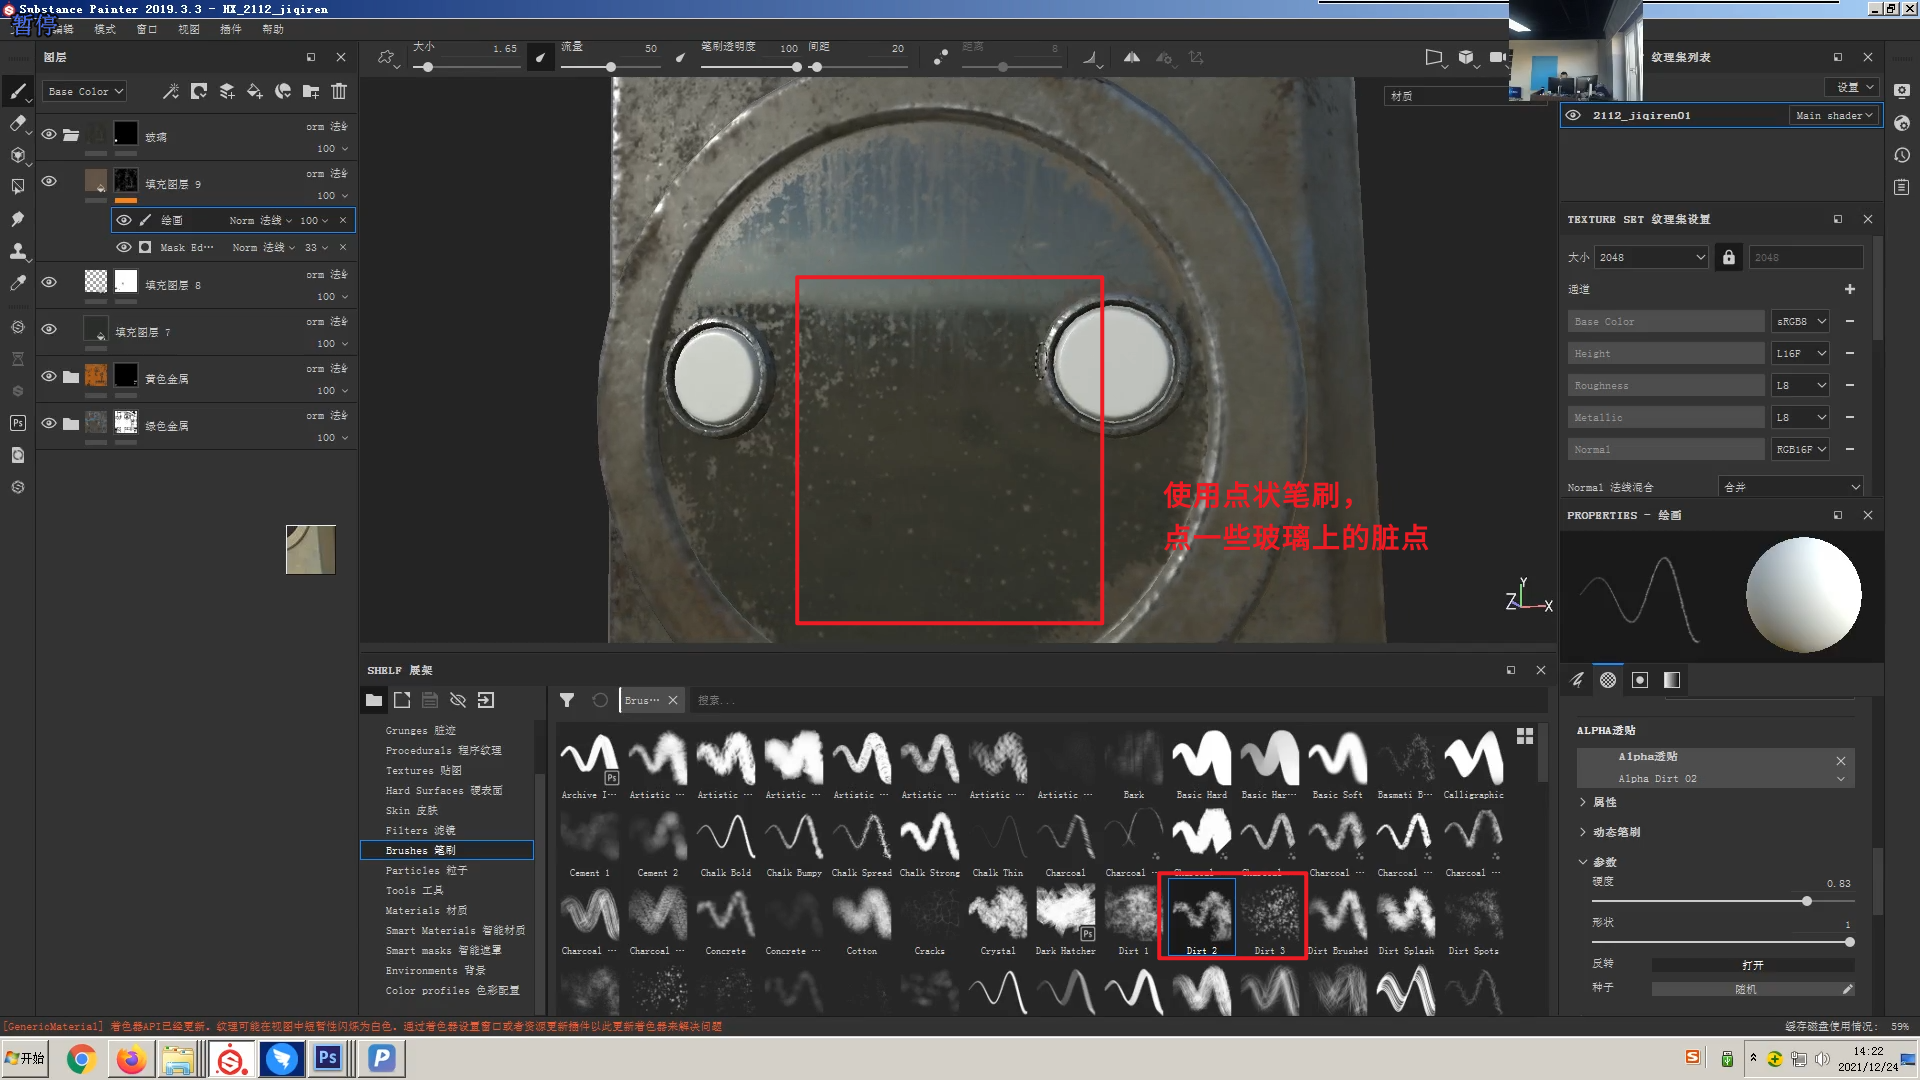 Substance Painter 2019.3.3 - HX_2112_jiqiren
暂停
编辑 模式 窗口 视图 插件 帮助
大小 1.65 流量 50 笔刷透明度 100 间距 20 距离 8
图层
Base Color
玻璃 orm 法线 100
填充图层 9 orm 法线 100
绘画 Norm 法线 100
Mask Ed··· Norm 法线 33
填充图层 8 orm 法线 100
填充图层 7 orm 法线 100
黄色金属 orm 法线 100
绿色金属 orm 法线 100
材质
使用点状笔刷，
点一些玻璃上的脏点
Y
Z X
纹理集列表
设置
2112_jiqiren01 Main shader
TEXTURE SET 纹理集设置
大小 2048 2048
通道
Base Color sRGB8
Height L16F
Roughness L8
Metallic L8
Normal RGB16F
Normal 法线混合 合并
PROPERTIES - 绘画
ALPHA透贴
Alpha透贴
Alpha Dirt 02
属性
动态笔刷
参数
硬度 0.83
形状 1
反转 打开
种子 随机
SHELF 展架
Brus··· 搜索...
Grunges 脏迹
Procedurals 程序纹理
Textures 贴图
Hard Surfaces 硬表面
Skin 皮肤
Filters 滤镜
Brushes 笔刷
Particles 粒子
Tools 工具
Materials 材质
Smart Materials 智能材质
Smart masks 智能遮罩
Environments 背景
Color profiles 色彩配置
Archive I··· Artistic ··· Artistic ··· Artistic ··· Artistic ··· Artistic ··· Artistic ··· Artistic ··· Bark Basic Hard Basic Har··· Basic Soft Basmati B··· Calligraphic
Cement 1 Cement 2 Chalk Bold Chalk Bumpy Chalk Spread Chalk Strong Chalk Thin Charcoal Charcoal ··· Charcoal ··· Charcoal ··· Charcoal ··· Charcoal ··· Charcoal ···
Charcoal ··· Charcoal ··· Concrete Concrete ··· Cotton Cracks Crystal Dark Hatcher Dirt 1 Dirt 2 Dirt 3 Dirt Brushed Dirt Splash Dirt Spots
[GenericMaterial] 着色器API已经更新。纹理可能在视图中短暂性闪烁为白色。通过着色器设置窗口或者资源更新插件以此更新着色器来解决问题
缓存磁盘使用情况: 59%
开始
14:22
2021/12/24